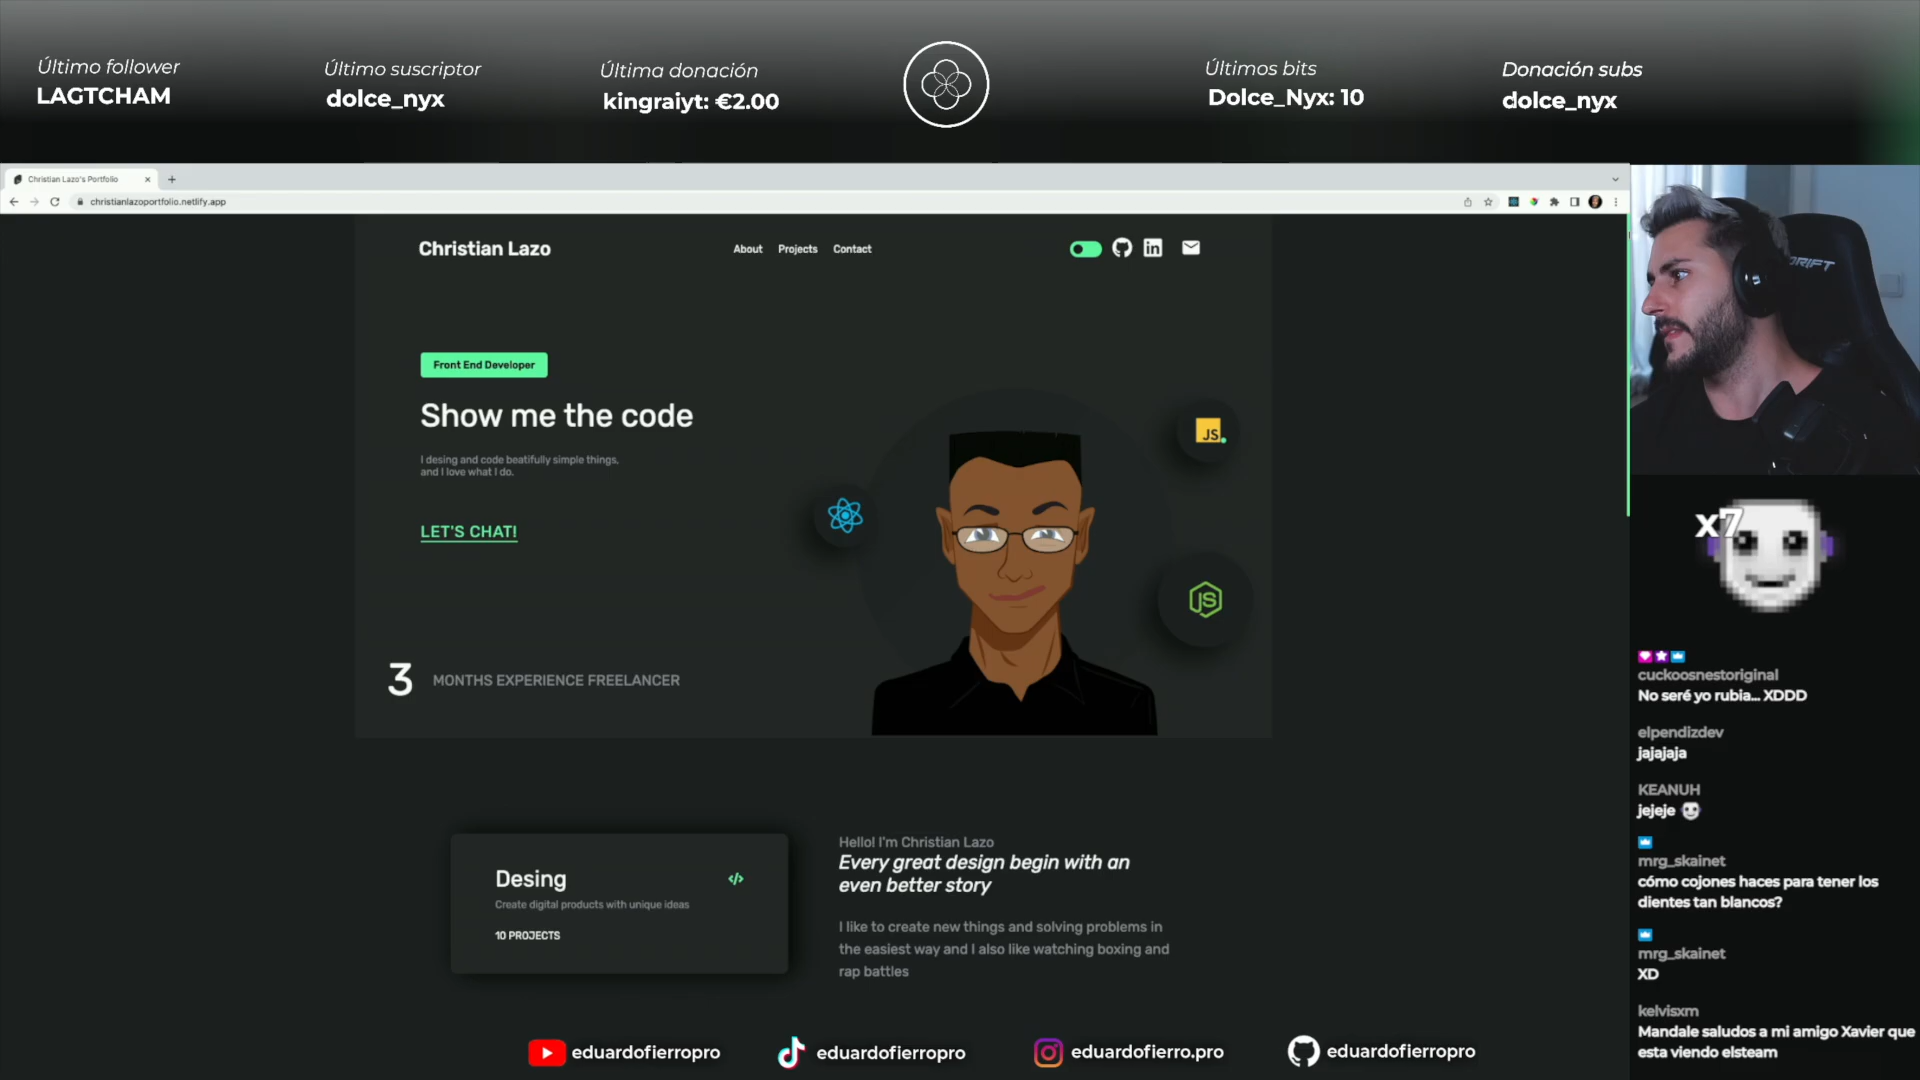 Último follower
LAGTCHAM
Último suscriptor
dolce_nyx
Última donación
kingraiyt: €2.00
Últimos bits
Dolce_Nyx: 10
Donación subs
dolce_nyx
Christian Lazo's Portfolio
christianlazoportfolio.netlify.app
Christian Lazo
About
Projects
Contact
in
Front End Developer
Show me the code
I desing and code beatifully simple things,
and I love what I do.
LET'S CHAT!
JS
JS
3
MONTHS EXPERIENCE FREELANCER
Desing
</>
Create digital products with unique ideas
10 PROJECTS
Hello! I'm Christian Lazo
Every great design begin with an
even better story
I like to create new things and solving problems in
the easiest way and I also like watching boxing and
rap battles
DRIFT
x7
cuckoosnestoriginal
No seré yo rubia... XDDD
elpendizdev
jajajaja
KEANUH
jejeje
mrg_skainet
cómo cojones haces para tener los
dientes tan blancos?
mrg_skainet
XD
kelvisxm
Mandale saludos a mi amigo Xavier que
esta viendo elsteam
eduardofierropro
eduardofierropro
eduardofierro.pro
eduardofierropro